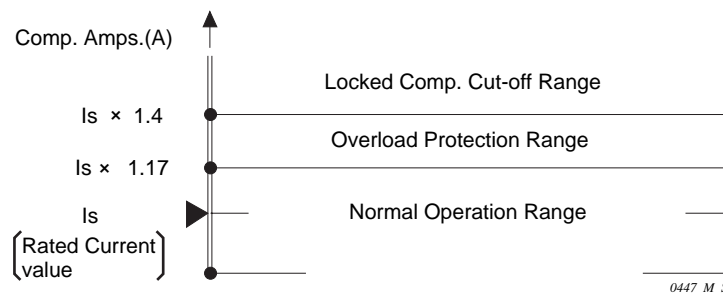 Comp. Amps.(A)
Locked Comp. Cut-off Range
Is × 1.4
Overload Protection Range
Is × 1.17
Is
Normal Operation Range
Rated Current
value
0447_M_